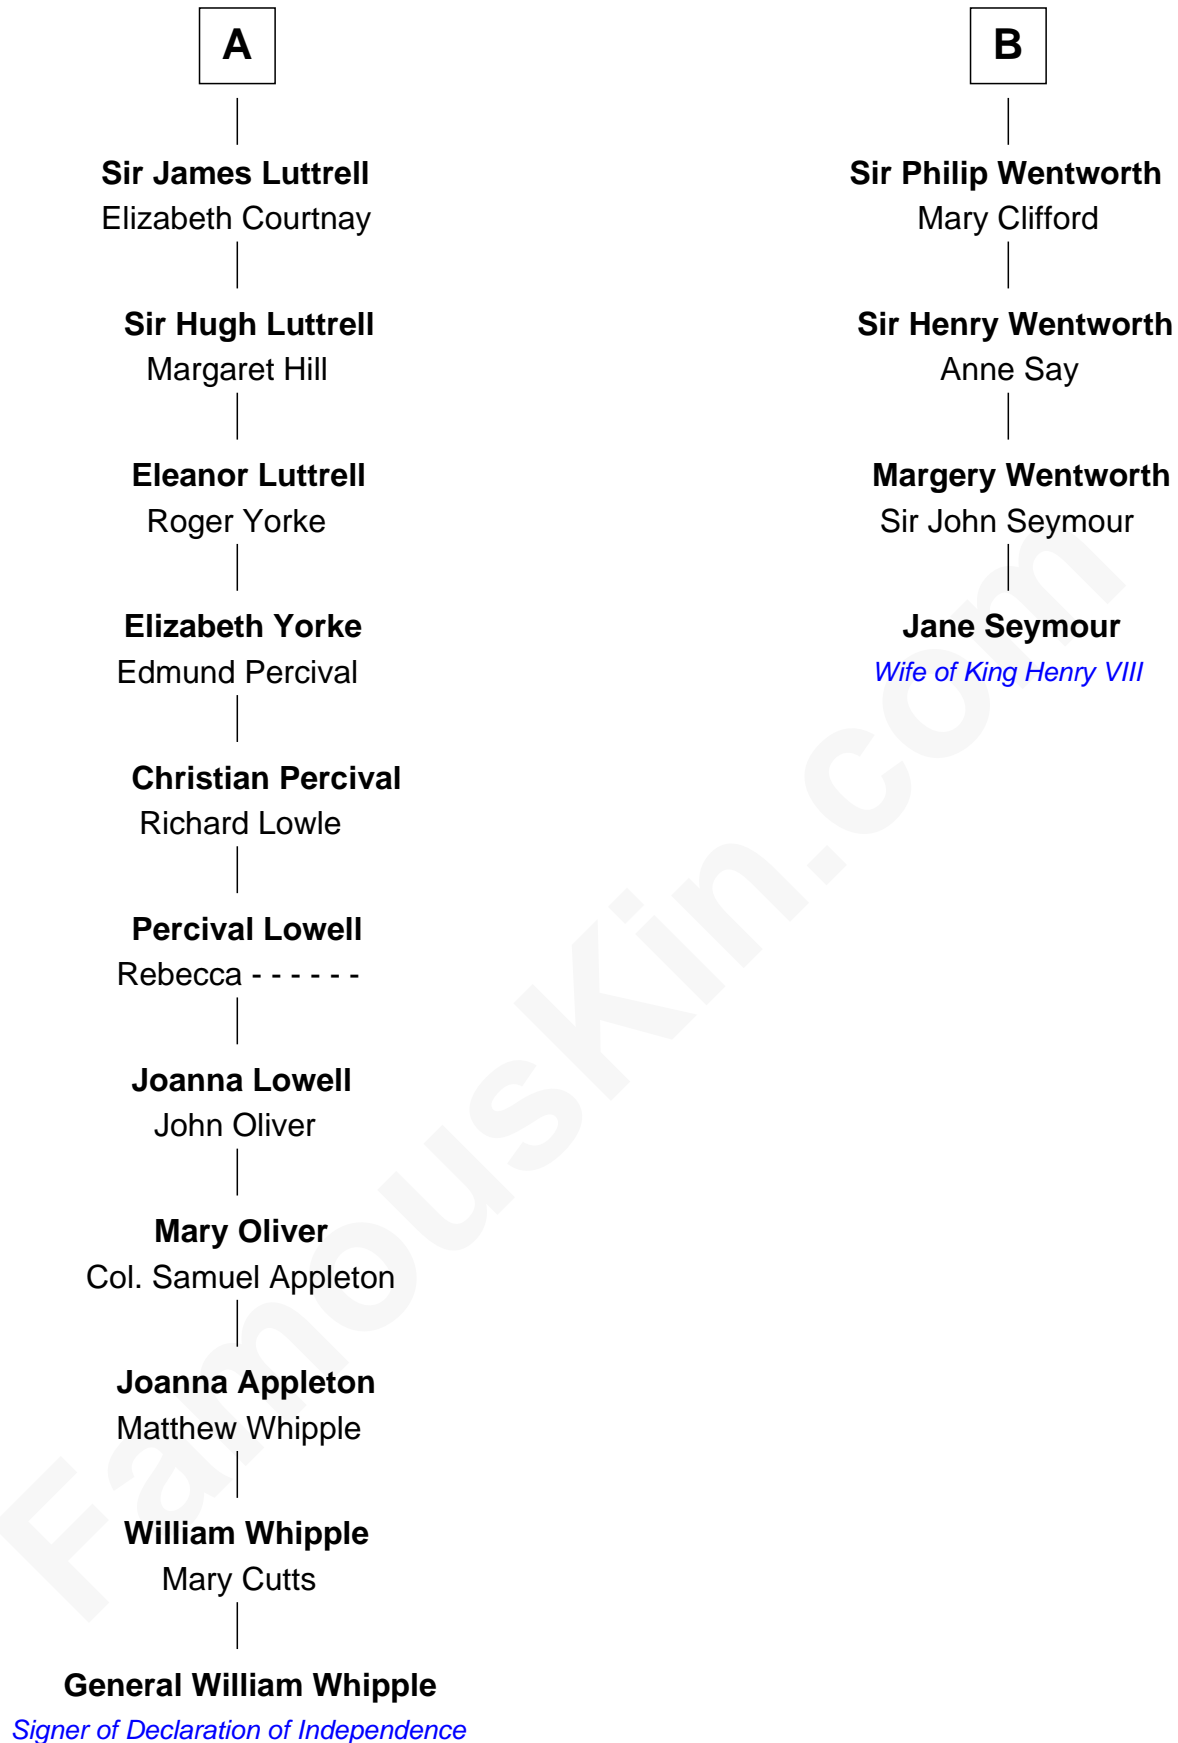 A
Sir James Luttrell
Elizabeth Courtnay
Sir Hugh Luttrell
Margaret Hill
Eleanor Luttrell
Roger Yorke
Elizabeth Yorke
Edmund Percival
Christian Percival
Richard Lowle
Percival Lowell
Rebecca - - - - - -
Joanna Lowell
John Oliver
Mary Oliver
Col. Samuel Appleton
Joanna Appleton
Matthew Whipple
William Whipple
Mary Cutts
General William Whipple
Signer of Declaration of Independence
B
Sir Philip Wentworth
Mary Clifford
Sir Henry Wentworth
Anne Say
Margery Wentworth
Sir John Seymour
Jane Seymour
Wife of King Henry VIII
FamousKin.com